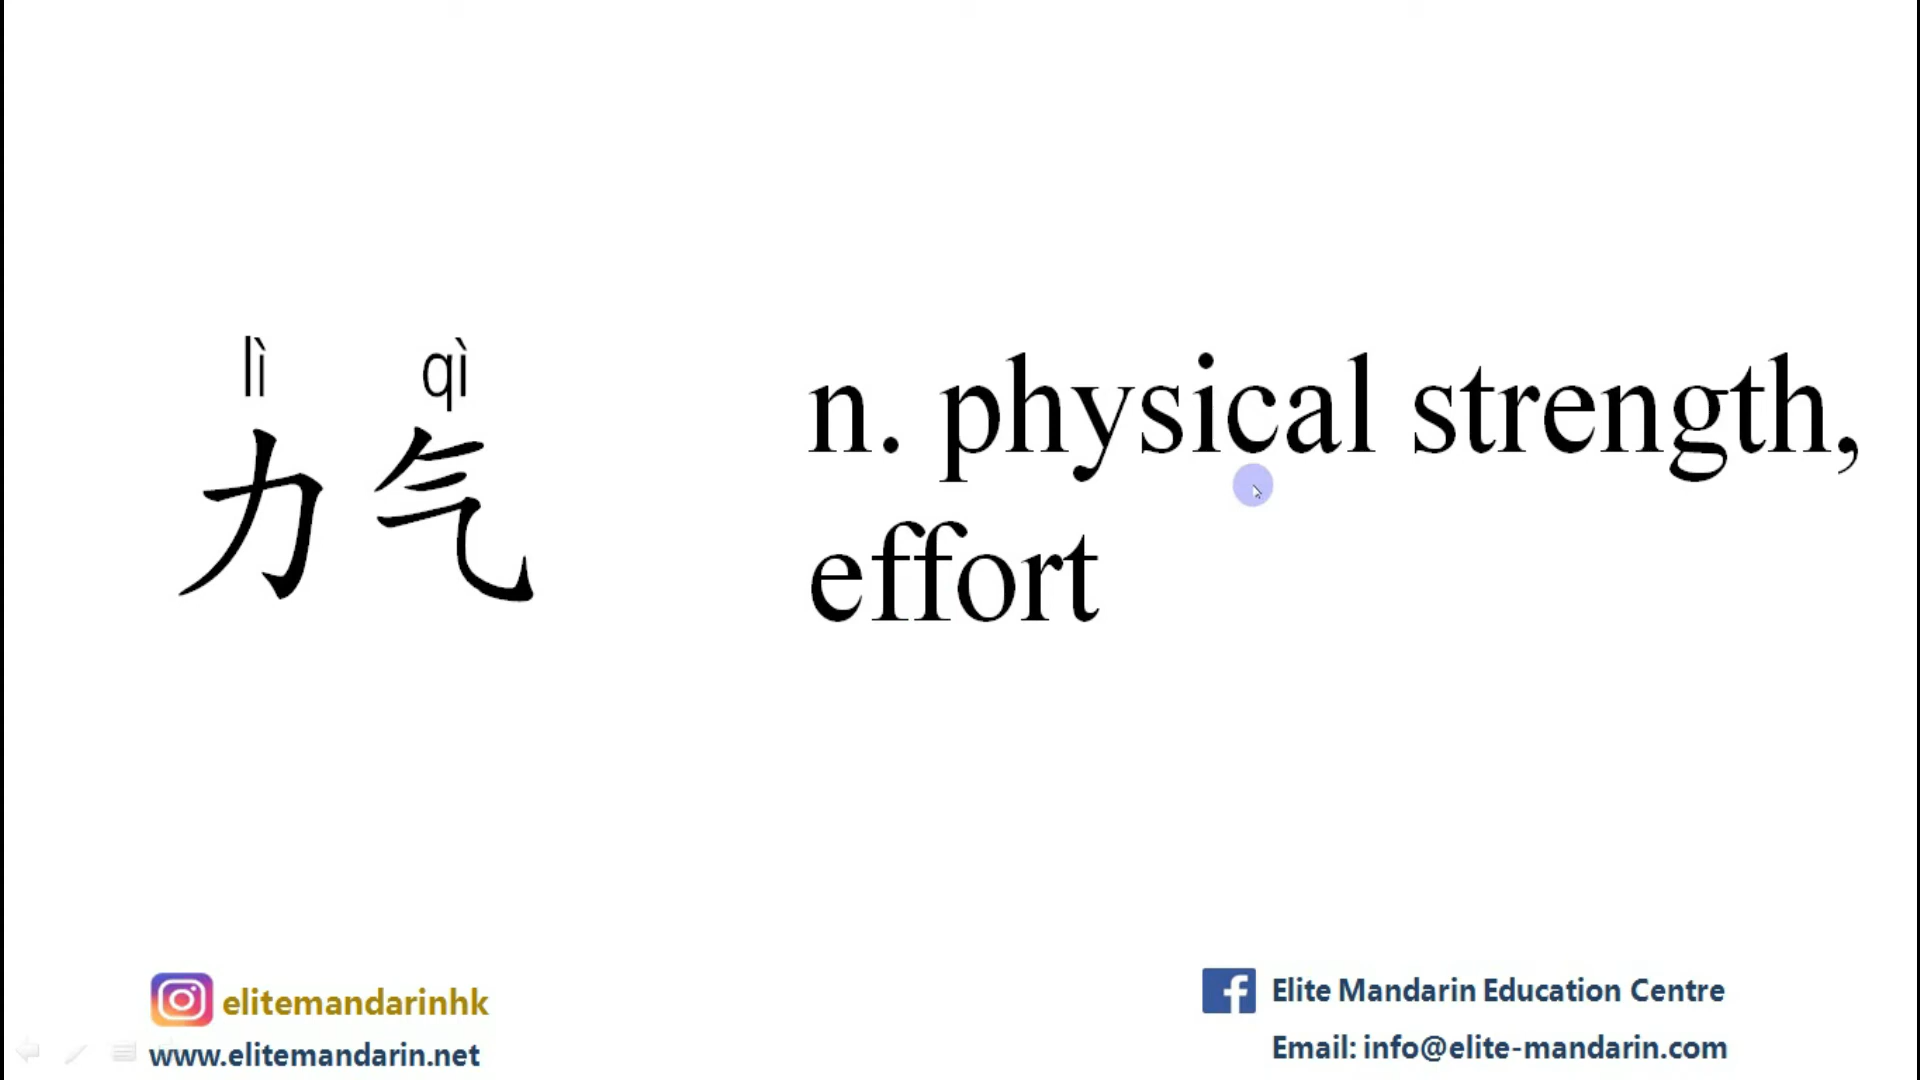 lì qì
力气
n. physical strength,
effort
elitemandarinhk
www.elitemandarin.net
Elite Mandarin Education Centre
Email: info@elite-mandarin.com